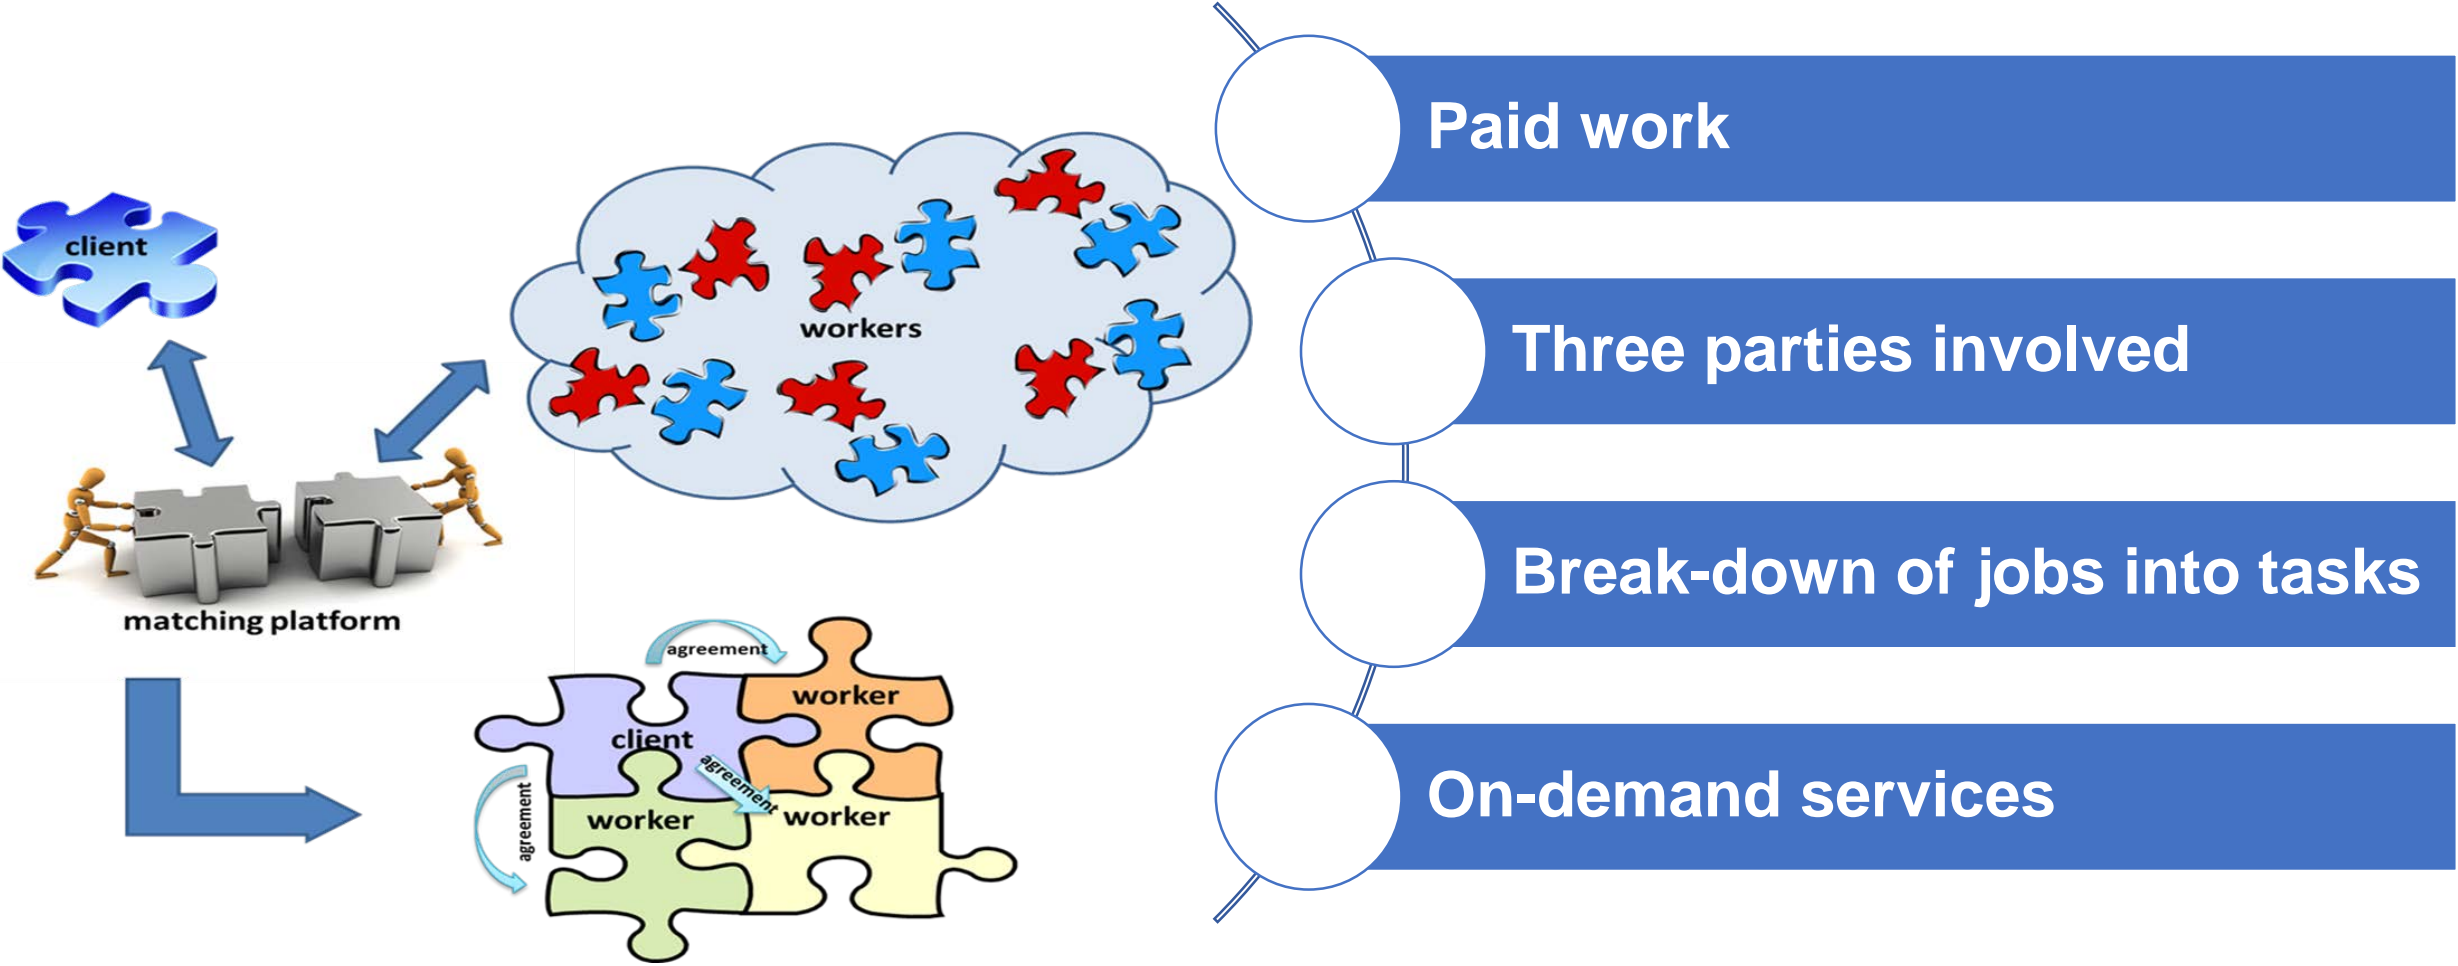 client
workers
matching platform
agreement
worker
client
agreement
agreement
worker
worker
Paid work
Three parties involved
Break-down of jobs into tasks
On-demand services